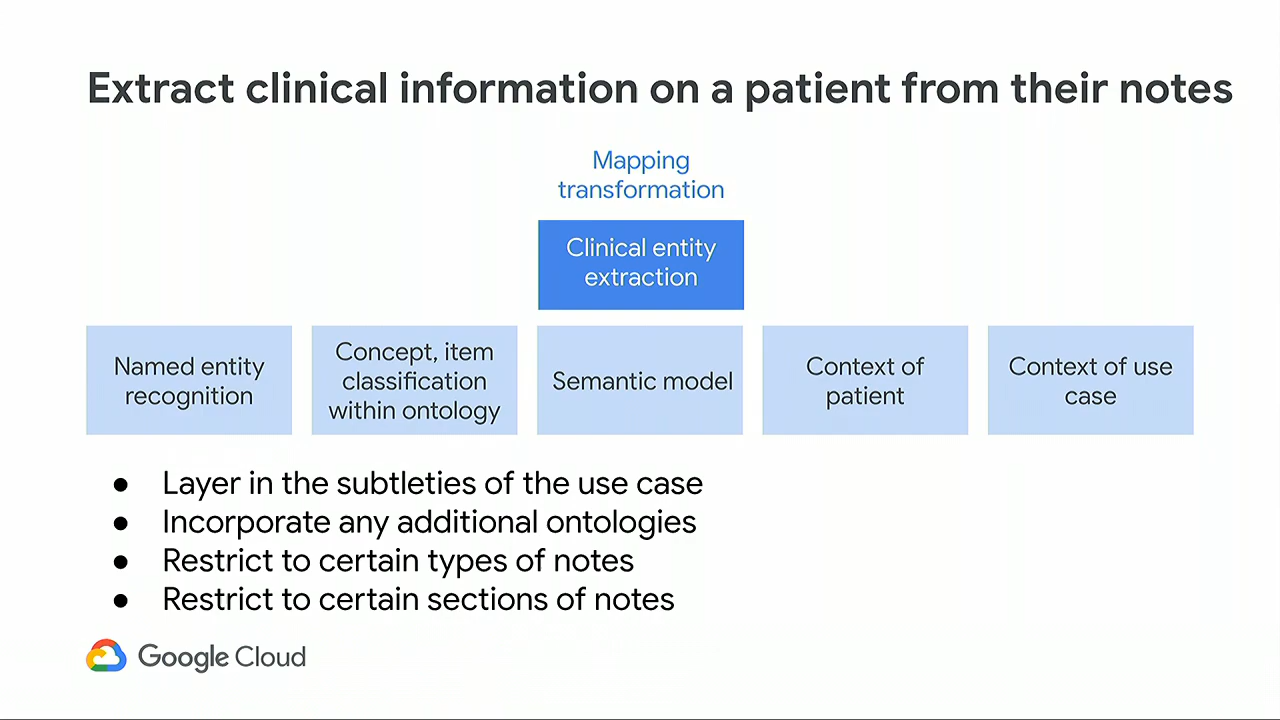 Extract clinical information on a patient from their notes
Mapping
transformation
Clinical entity
extraction
Named entity
recognition
Concept, item
classification
within ontology
Semantic model
Context of
patient
Context of use
case
● Layer in the subtleties of the use case
● Incorporate any additional ontologies
● Restrict to certain types of notes
● Restrict to certain sections of notes
Google Cloud